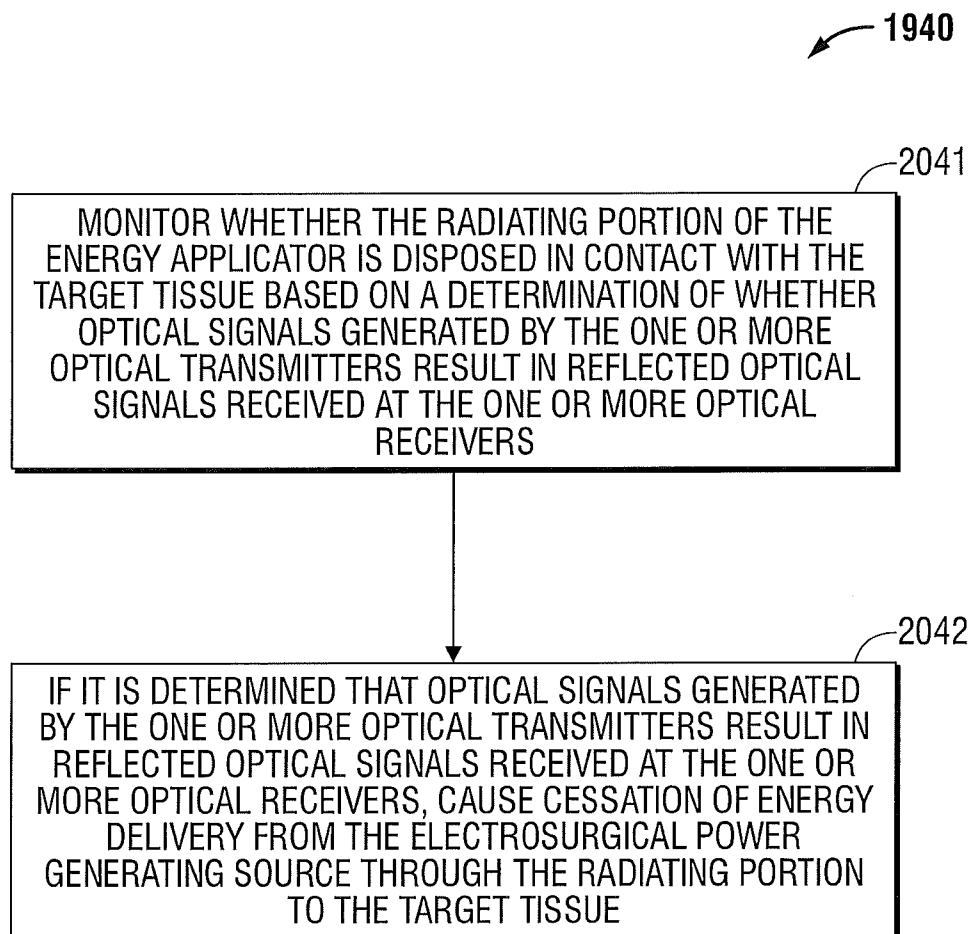 1940
2041
MONITOR WHETHER THE RADIATING PORTION OF THE
ENERGY APPLICATOR IS DISPOSED IN CONTACT WITH THE
TARGET TISSUE BASED ON A DETERMINATION OF WHETHER
OPTICAL SIGNALS GENERATED BY THE ONE OR MORE
OPTICAL TRANSMITTERS RESULT IN REFLECTED OPTICAL
SIGNALS RECEIVED AT THE ONE OR MORE OPTICAL
RECEIVERS
2042
IF IT IS DETERMINED THAT OPTICAL SIGNALS GENERATED
BY THE ONE OR MORE OPTICAL TRANSMITTERS RESULT IN
REFLECTED OPTICAL SIGNALS RECEIVED AT THE ONE OR
MORE OPTICAL RECEIVERS, CAUSE CESSATION OF ENERGY
DELIVERY FROM THE ELECTROSURGICAL POWER
GENERATING SOURCE THROUGH THE RADIATING PORTION
TO THE TARGET TISSUE